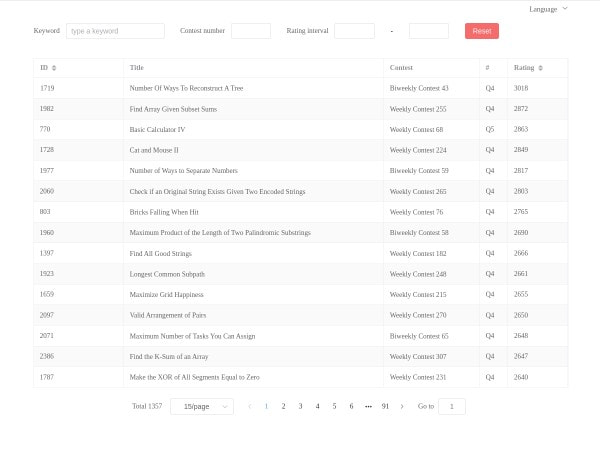 Language
Keyword type a keyword Contest number Rating interval - Reset
ID Title Contest # Rating
1719 Number Of Ways To Reconstruct A Tree Biweekly Contest 43 Q4 3018
1982 Find Array Given Subset Sums Weekly Contest 255 Q4 2872
770 Basic Calculator IV Weekly Contest 68 Q5 2863
1728 Cat and Mouse II Weekly Contest 224 Q4 2849
1977 Number of Ways to Separate Numbers Biweekly Contest 59 Q4 2817
2060 Check if an Original String Exists Given Two Encoded Strings Weekly Contest 265 Q4 2803
803 Bricks Falling When Hit Weekly Contest 76 Q4 2765
1960 Maximum Product of the Length of Two Palindromic Substrings Biweekly Contest 58 Q4 2690
1397 Find All Good Strings Weekly Contest 182 Q4 2666
1923 Longest Common Subpath Weekly Contest 248 Q4 2661
1659 Maximize Grid Happiness Weekly Contest 215 Q4 2655
2097 Valid Arrangement of Pairs Weekly Contest 270 Q4 2650
2071 Maximum Number of Tasks You Can Assign Biweekly Contest 65 Q4 2648
2386 Find the K-Sum of an Array Weekly Contest 307 Q4 2647
1787 Make the XOR of All Segments Equal to Zero Weekly Contest 231 Q4 2640
Total 1357 15/page 1 2 3 4 5 6 ••• 91 Go to 1